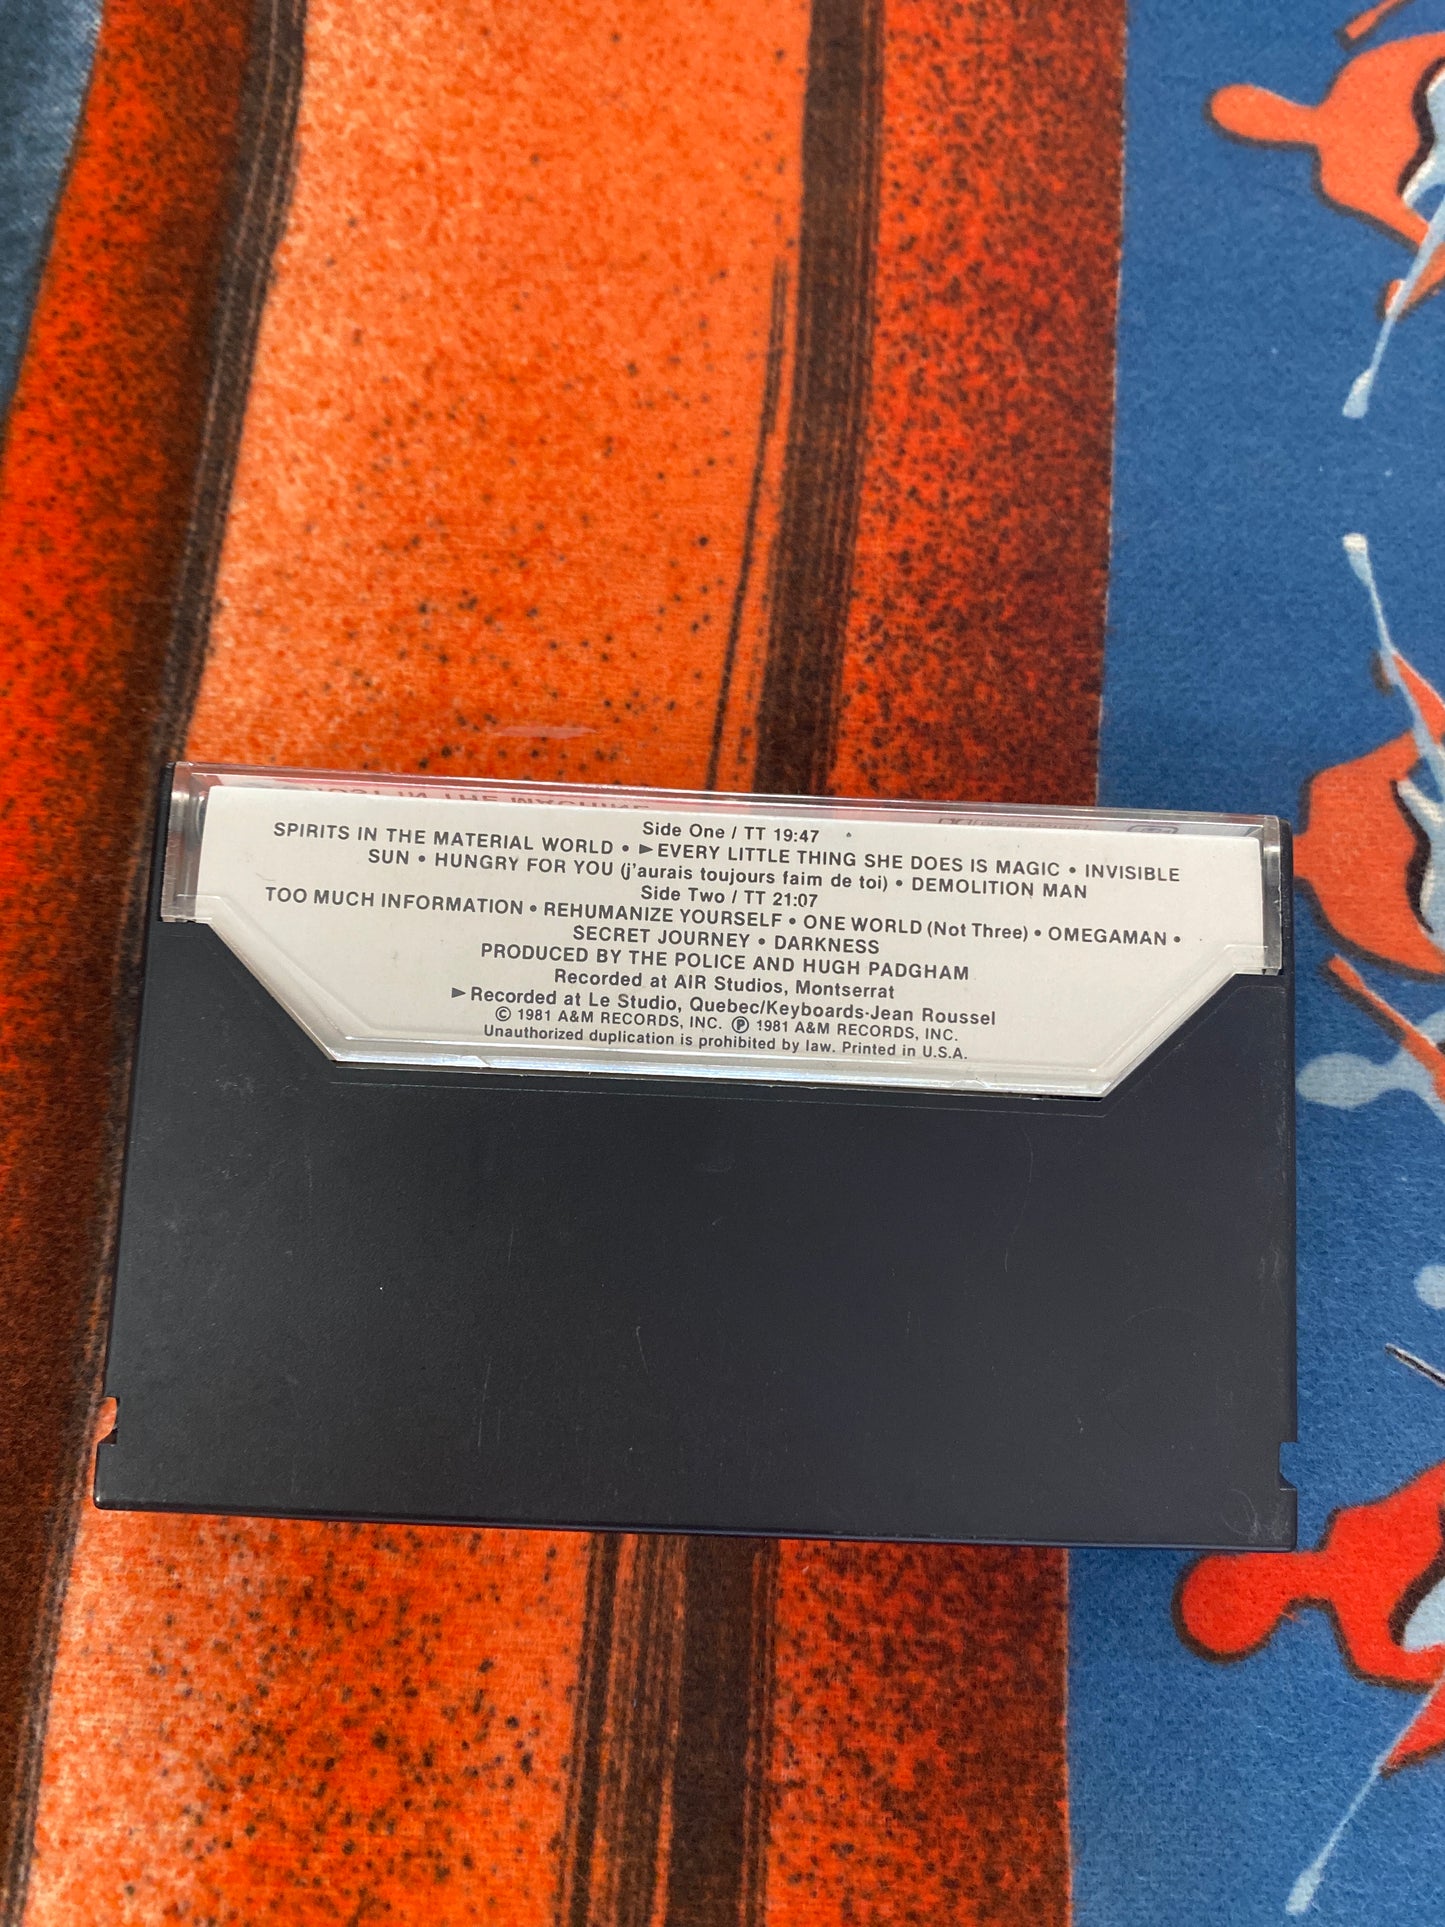 GHOST IN THE MACHINE
Side One / TT 19:47
SPIRITS IN THE MATERIAL WORLD • ►EVERY LITTLE THING SHE DOES IS MAGIC • INVISIBLE
SUN • HUNGRY FOR YOU (j'aurais toujours faim de toi) • DEMOLITION MAN
Side Two / TT 21:07
TOO MUCH INFORMATION • REHUMANIZE YOURSELF • ONE WORLD (Not Three) • OMEGAMAN •
SECRET JOURNEY • DARKNESS
PRODUCED BY THE POLICE AND HUGH PADGHAM
Recorded at AIR Studios, Montserrat
►Recorded at Le Studio, Quebec/Keyboards-Jean Roussel
© 1981 A&M RECORDS, INC. ℗ 1981 A&M RECORDS, INC.
Unauthorized duplication is prohibited by law. Printed in U.S.A.